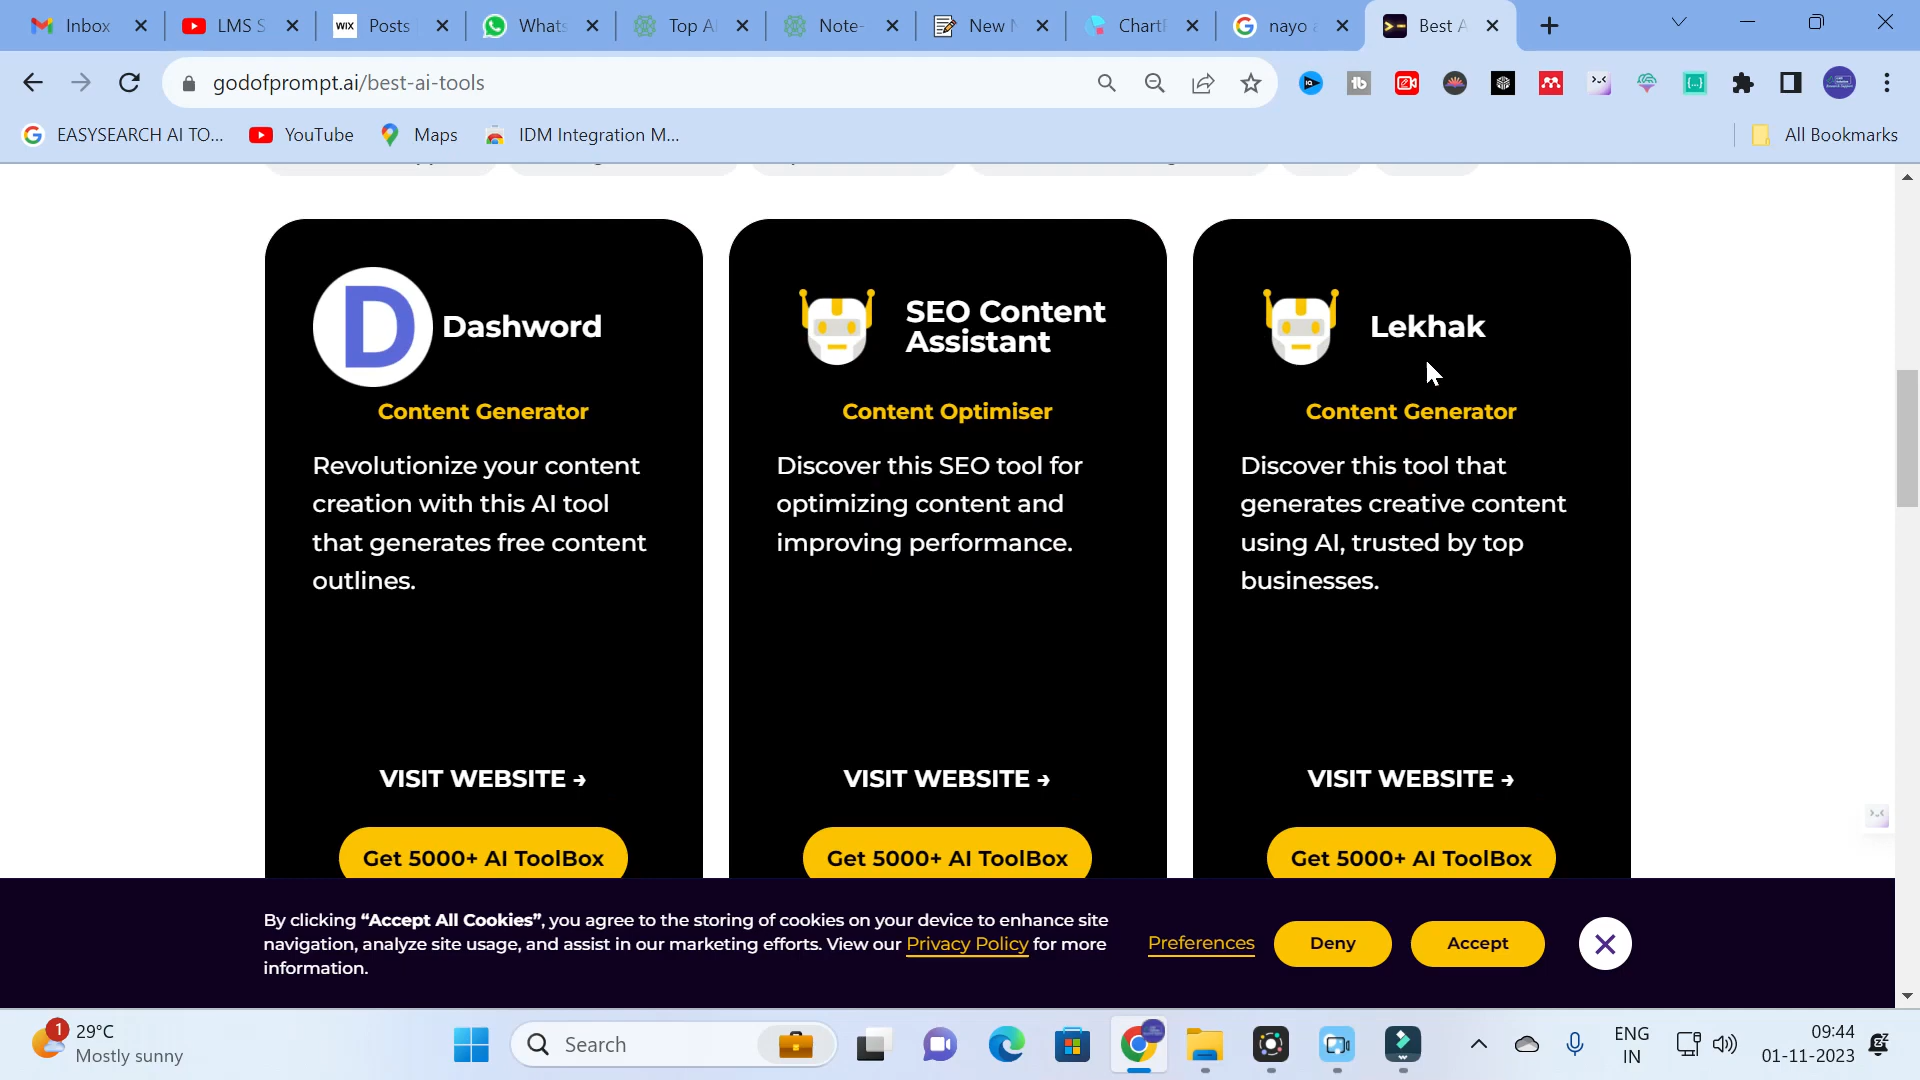 Inbox
LMS S
WIX
Posts
Whats
Top A
Note-
New
Chart
nayo a
Best A
godofprompt.ai/best-ai-tools
EASYSEARCH AI TO...
YouTube
Maps
IDM Integration M...
All Bookmarks
D
Dashword
Content Generator
Revolutionize your content
creation with this AI tool
that generates free content
outlines.
VISIT WEBSITE →
Get 5000+ AI ToolBox
SEO Content
Assistant
Content Optimiser
Discover this SEO tool for
optimizing content and
improving performance.
VISIT WEBSITE →
Get 5000+ AI ToolBox
Lekhak
Content Generator
Discover this tool that
generates creative content
using AI, trusted by top
businesses.
VISIT WEBSITE →
Get 5000+ AI ToolBox
By clicking “Accept All Cookies”, you agree to the storing of cookies on your device to enhance site
navigation, analyze site usage, and assist in our marketing efforts. View our Privacy Policy for more
information.
Preferences
Deny
Accept
1
29°C
Mostly sunny
Search
ENG
IN
09:44
01-11-2023